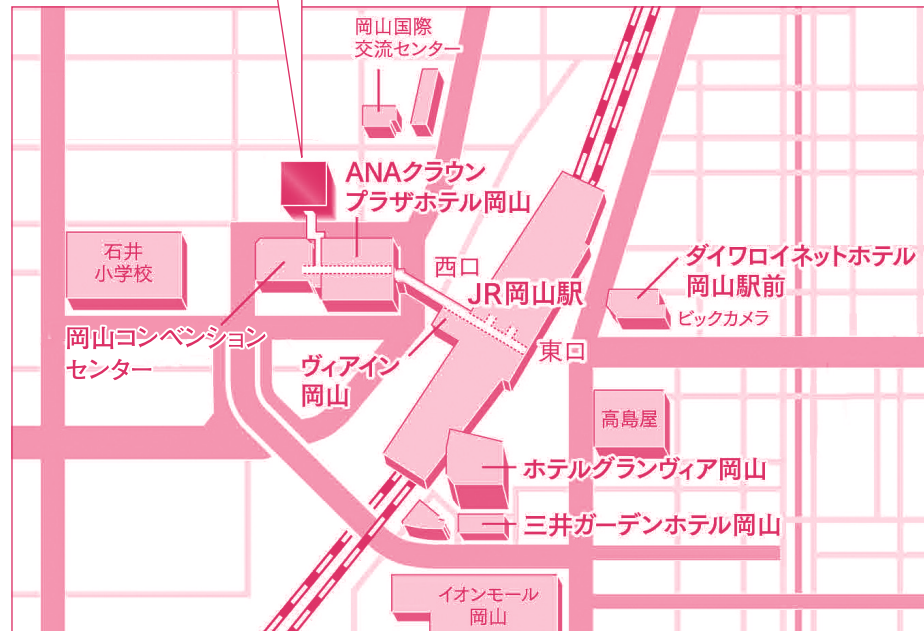 岡山国際
交流センター
ANAクラウン
プラザホテル岡山
石井
小学校
西口
JR岡山駅
ダイワロイネットホテル
岡山駅前
ビックカメラ
岡山コンベンション
センター
ヴィアイン
岡山
東口
高島屋
ホテルグランヴィア岡山
三井ガーデンホテル岡山
イオンモール
岡山